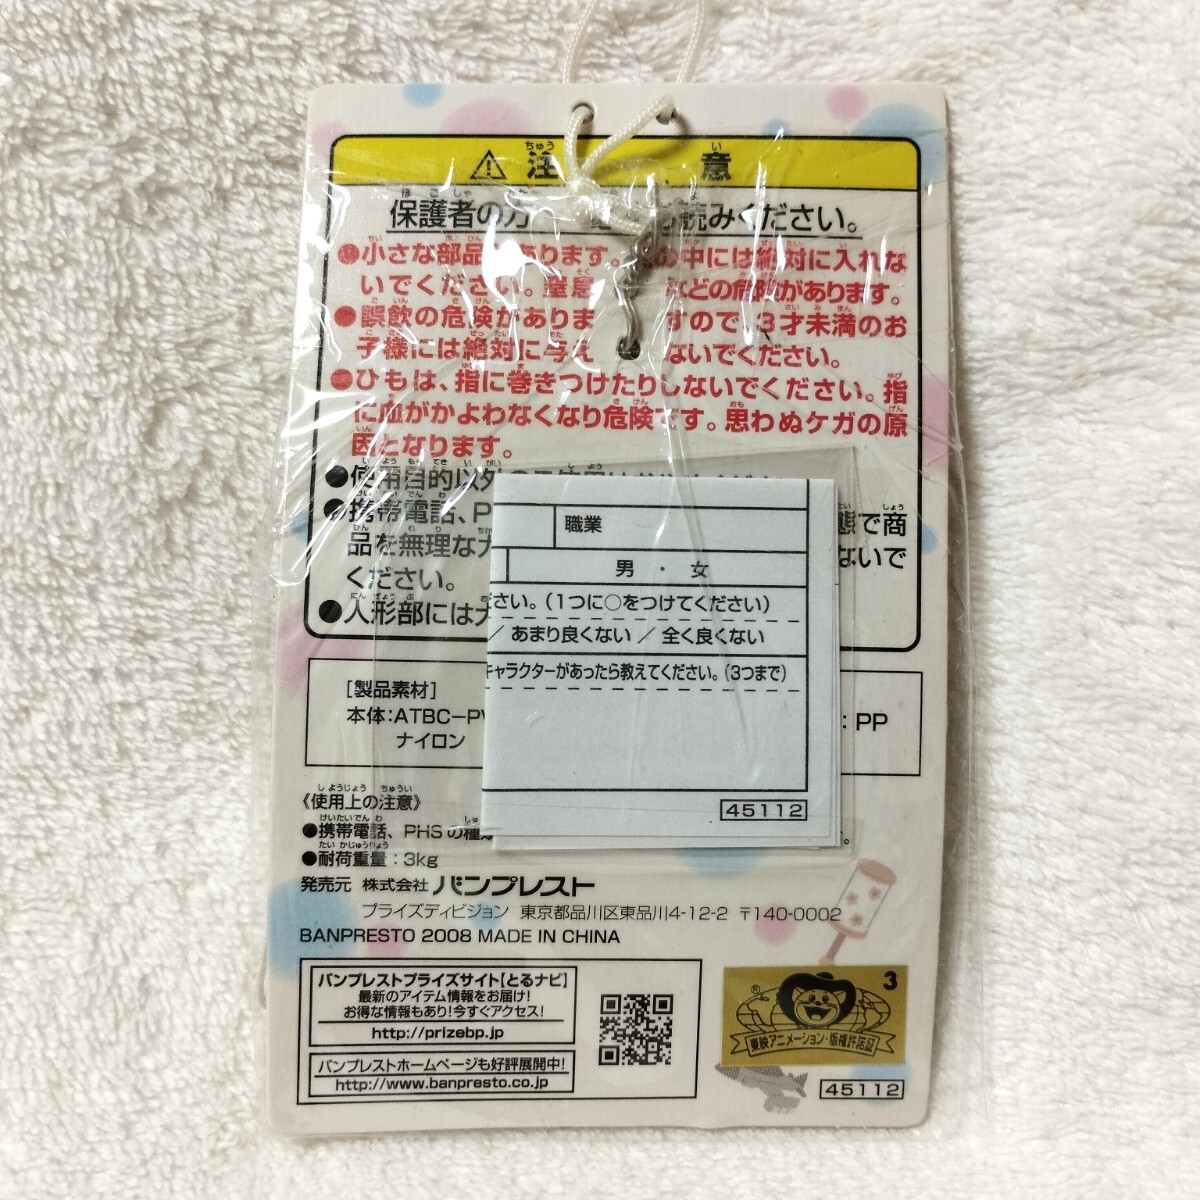 注 意
保護者の方 読みください。
●小さな部品 あります。 の中には絶対に入れな
いでください。窒息 などの危険があります。
●誤飲の危険がありま すので、3才未満のお
子様には絶対に与え ないでください。
●ひもは、指に巻きつけたりしないでください。指
に血がかよわなくなり危険です。思わぬケガの原
因となります。
●使用目的以外
●携帯電話、P 態で商
品を無理な ないで
ください。
●人形部には
職業
男 ・ 女
ださい。(1つに○をつけてください)
／ あまり良くない ／ 全く良くない
キャラクターがあったら教えてください。(3つまで)
45112
[製品素材]
本体:ATBC-PV : PP
ナイロン
《使用上の注意》
●携帯電話、PHSの種類
●耐荷重量:3kg
発売元 株式会社 バンプレスト
プライズディビジョン 東京都品川区東品川4-12-2 〒140-0002
BANPRESTO 2008 MADE IN CHINA
バンプレストプライズサイト【とるナビ】
最新のアイテム情報をお届け!
お得な情報もあり!今すぐアクセス!
http://prizebp.jp
バンプレストホームページも好評展開中!
http://www.banpresto.co.jp
3
®
東映アニメーション・版権許諾証
45112